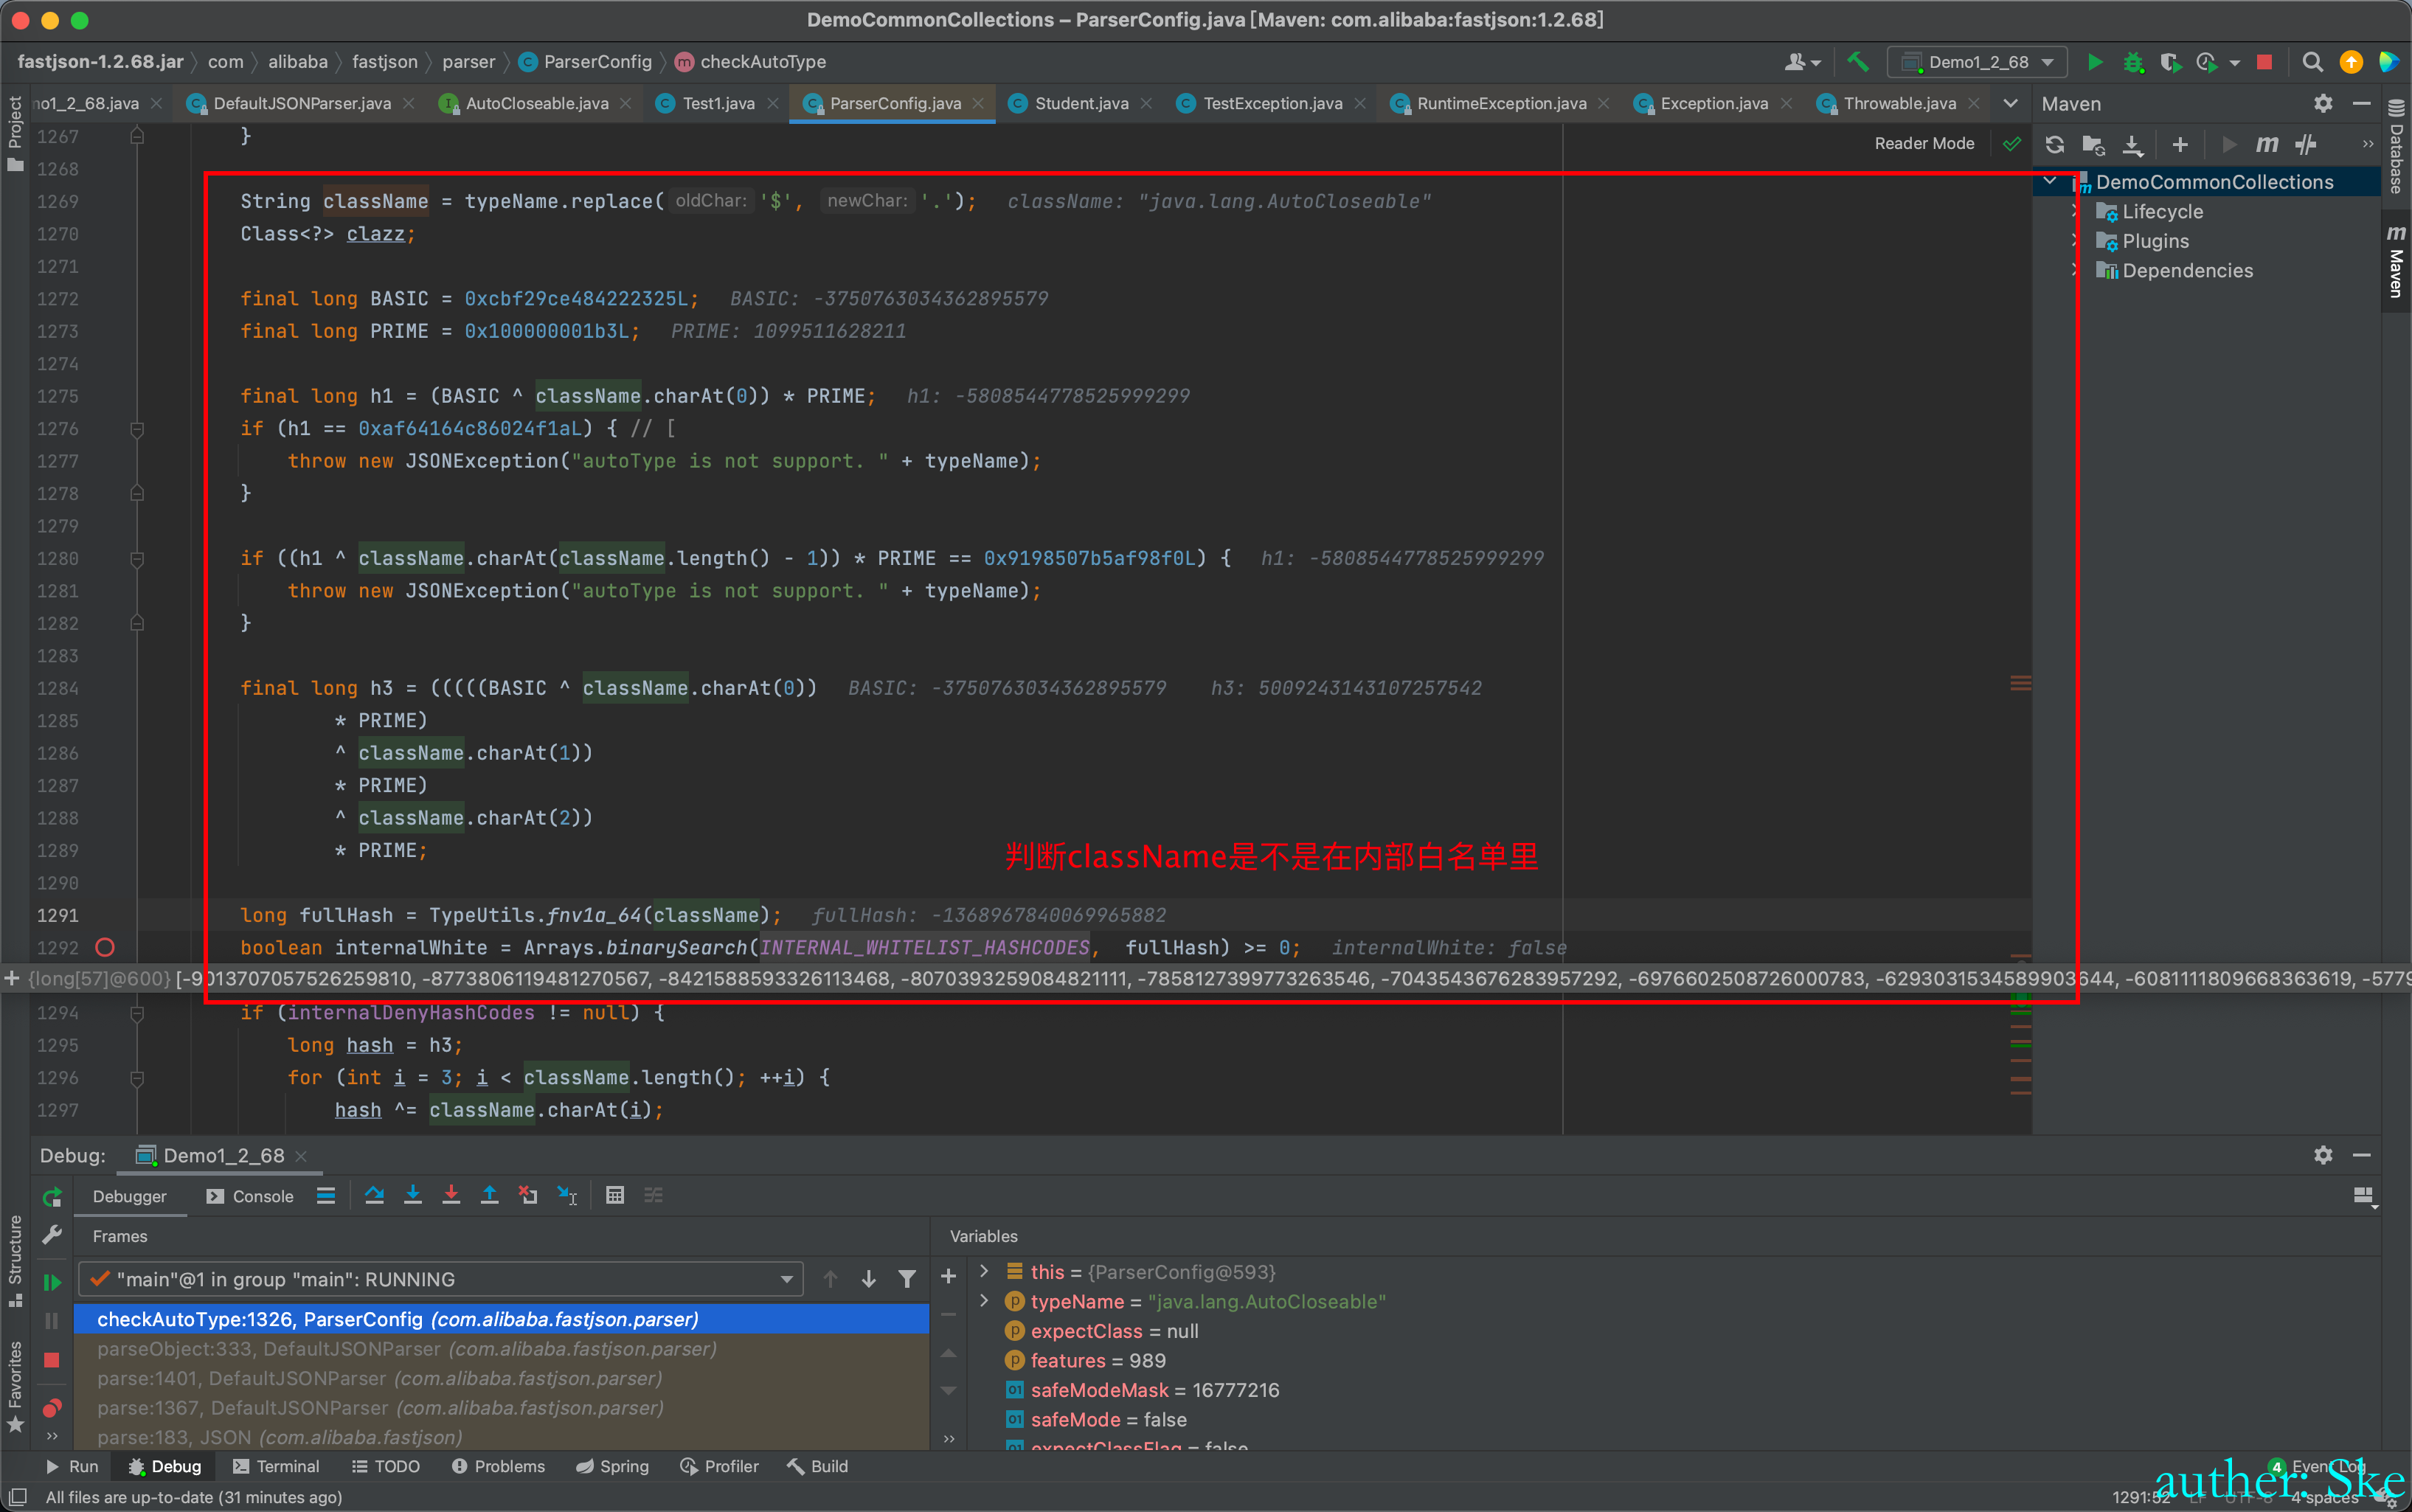 DemoCommonCollections – ParserConfig.java [Maven: com.alibaba:fastjson:1.2.68]
fastjson-1.2.68.jar com alibaba fastjson parser ParserConfig checkAutoType
Demo1_2_68
no1_2_68.java DefaultJSONParser.java AutoCloseable.java Test1.java ParserConfig.java Student.java TestException.java RuntimeException.java Exception.java Throwable.java
Maven
Reader Mode
DemoCommonCollections
Lifecycle
Plugins
Dependencies
Project
Structure
Favorites
Database
Maven
1267 }
1268
1269 String className = typeName.replace( oldChar: '$', newChar: '.'); className: "java.lang.AutoCloseable"
1270 Class<?> clazz;
1271
1272 final long BASIC = 0xcbf29ce484222325L; BASIC: -3750763034362895579
1273 final long PRIME = 0x100000001b3L; PRIME: 1099511628211
1274
1275 final long h1 = (BASIC ^ className.charAt(0)) * PRIME; h1: -5808544778525999299
1276 if (h1 == 0xaf64164c86024f1aL) { // [
1277 throw new JSONException("autoType is not support. " + typeName);
1278 }
1279
1280 if ((h1 ^ className.charAt(className.length() - 1)) * PRIME == 0x9198507b5af98f0L) { h1: -5808544778525999299
1281 throw new JSONException("autoType is not support. " + typeName);
1282 }
1283
1284 final long h3 = (((((BASIC ^ className.charAt(0)) BASIC: -3750763034362895579 h3: 5009243143107257542
1285 * PRIME)
1286 ^ className.charAt(1))
1287 * PRIME)
1288 ^ className.charAt(2))
1289 * PRIME;
判断className是不是在内部白名单里
1290
1291 long fullHash = TypeUtils.fnv1a_64(className); fullHash: -1368967840069965882
1292 boolean internalWhite = Arrays.binarySearch(INTERNAL_WHITELIST_HASHCODES, fullHash) >= 0; internalWhite: false
+ {long[57]@600} [-9013707057526259810, -8773806119481270567, -8421588593326113468, -8070393259084821111, -7858127399773263546, -7043543676283957292, -6976602508726000783, -6293031534589903644, -6081111809668363619, -5779
1294 if (internalDenyHashCodes != null) {
1295 long hash = h3;
1296 for (int i = 3; i < className.length(); ++i) {
1297 hash ^= className.charAt(i);
Debug: Demo1_2_68
Debugger Console
Frames
Variables
"main"@1 in group "main": RUNNING
checkAutoType:1326, ParserConfig (com.alibaba.fastjson.parser)
parseObject:333, DefaultJSONParser (com.alibaba.fastjson.parser)
parse:1401, DefaultJSONParser (com.alibaba.fastjson.parser)
parse:1367, DefaultJSONParser (com.alibaba.fastjson.parser)
parse:183, JSON (com.alibaba.fastjson)
this = {ParserConfig@593}
typeName = "java.lang.AutoCloseable"
expectClass = null
features = 989
safeModeMask = 16777216
safeMode = false
expectClassFlag = false
Run Debug Terminal TODO Problems Spring Profiler Build
4 Event Log
All files are up-to-date (31 minutes ago)
1291:52 LF UTF-8 4 spaces
auther: Ske